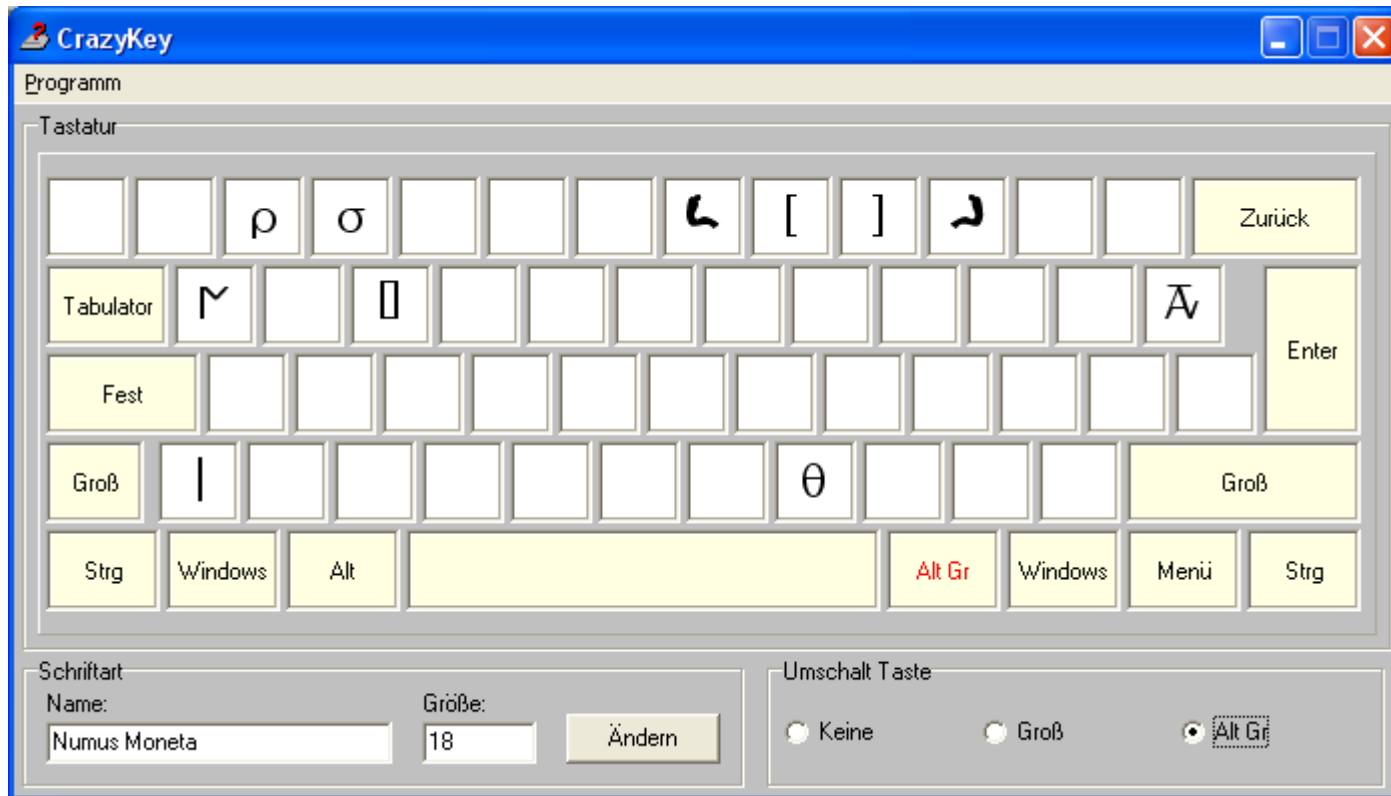 CrazyKey
Programm
Tastatur
ρ σ [ ] Zurück
Tabulator
Enter
Fest
Groß | θ Groß
Strg Windows Alt Alt Gr Windows Menü Strg
Schriftart
Name: Größe:
Numus Moneta 18 Ändern
Umschalt Taste
Keine Groß Alt Gr